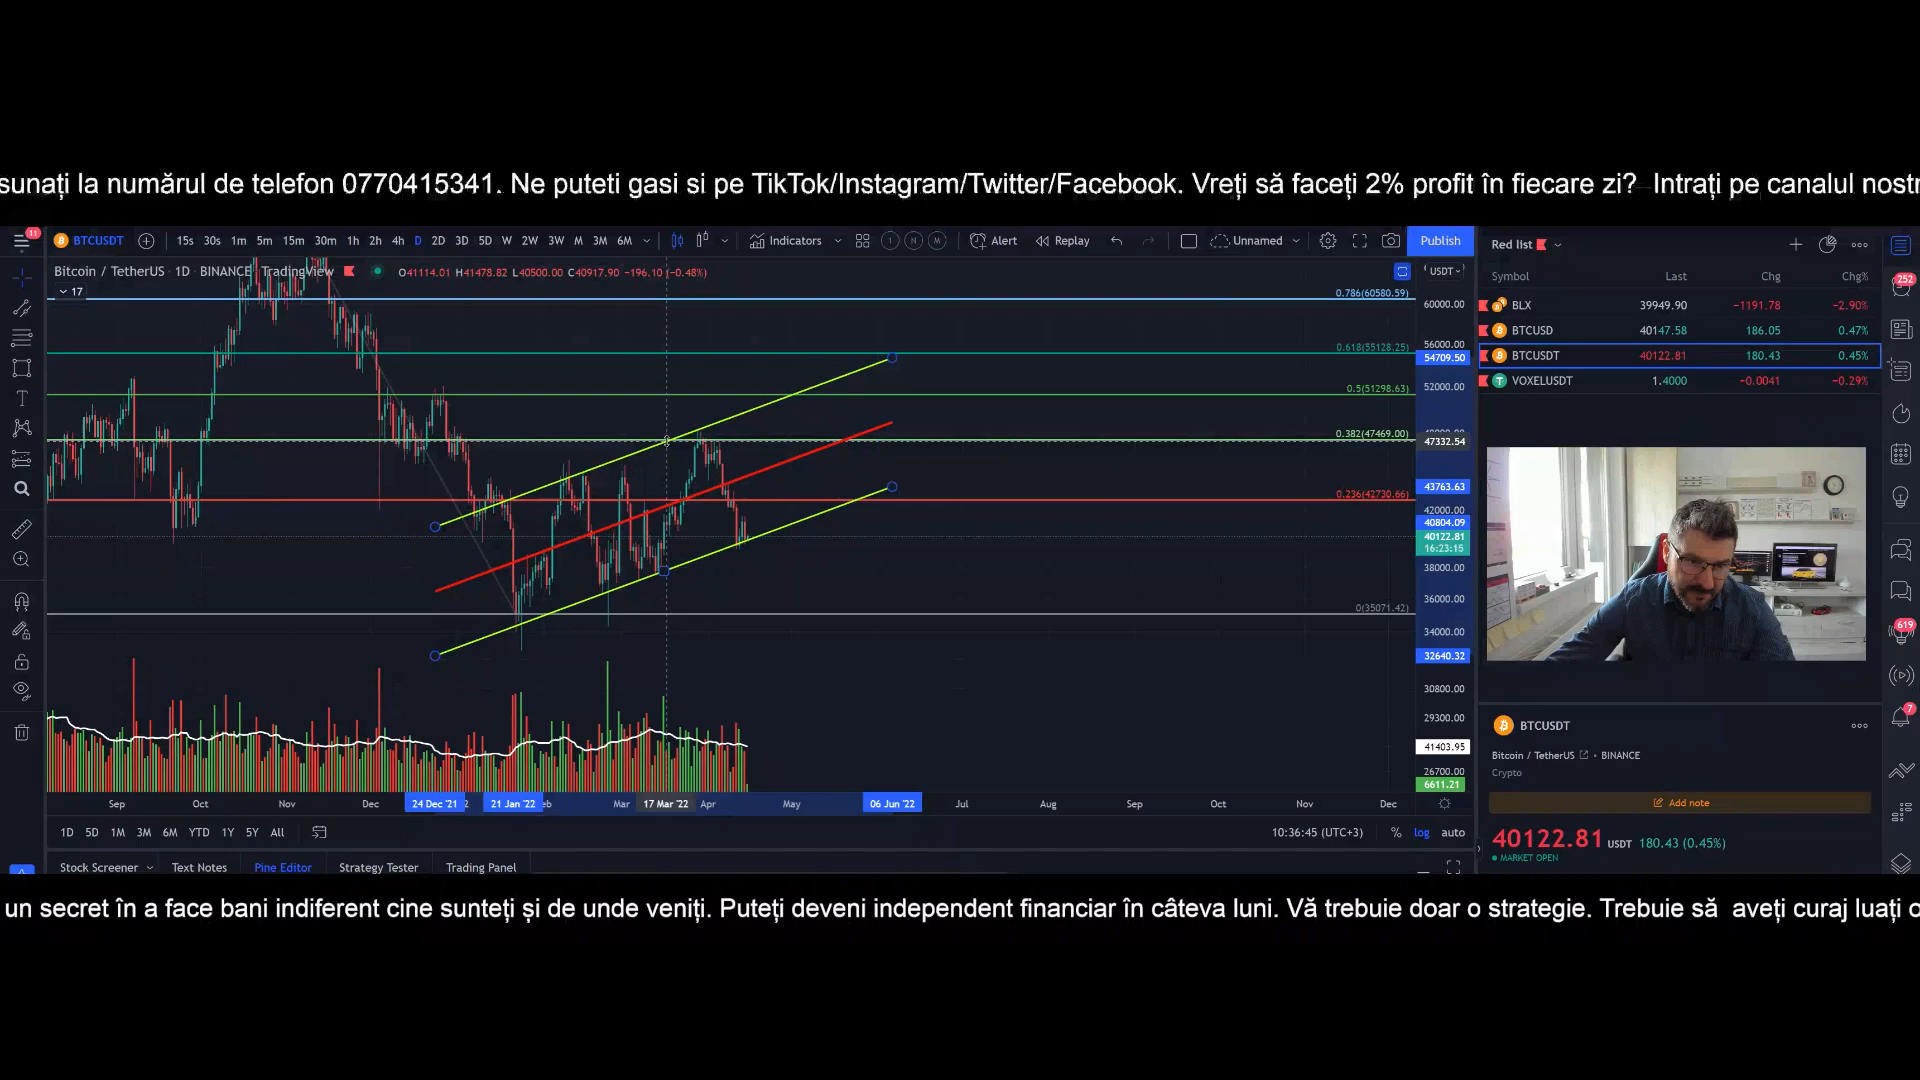 sunați la numărul de telefon 0770415341. Ne puteti gasi si pe TikTok/Instagram/Twitter/Facebook. Vreți să faceți 2% profit în fiecare zi? Intrați pe canalul nostr
11
BTCUSDT
15s 30s 1m 5m 15m 30m 1h 2h 4h D 2D 3D 5D W 2W 3W M 3M 6M
Indicators
I N M
Alert
Replay
Unnamed
Publish
Bitcoin / TetherUS · 1D · BINANCE · TradingView
O41114.01 H41478.82 L40500.00 C40917.90 −196.10 (−0.48%)
17
USDT
0.786(60580.59)
0.618(55128.25)
0.5(51298.63)
0.382(47469.00)
0.236(42730.66)
0(35071.42)
60000.00
56000.00
54709.50
52000.00
47332.54
43763.63
42000.00
40804.09
40122.81
16:23:15
38000.00
36000.00
34000.00
32640.32
30800.00
29300.00
41403.95
26700.00
6611.21
Sep Oct Nov Dec 24 Dec '21 21 Jan '22 Mar 17 Mar '22 Apr May 06 Jun '22 Jul Aug Sep Oct Nov Dec
1D 5D 1M 3M 6M YTD 1Y 5Y All
10:36:45 (UTC+3) % log auto
Stock Screener Text Notes Pine Editor Strategy Tester Trading Panel
Red list
Symbol Last Chg Chg%
BLX 39949.90 −1191.78 −2.90%
BTCUSD 40147.58 186.05 0.47%
BTCUSDT 40122.81 180.43 0.45%
VOXELUSDT 1.4000 −0.0041 −0.29%
BTCUSDT
Bitcoin / TetherUS • BINANCE
Crypto
Add note
40122.81 USDT 180.43 (0.45%)
MARKET OPEN
252
619
7
un secret în a face bani indiferent cine sunteți și de unde veniți. Puteți deveni independent financiar în câteva luni. Vă trebuie doar o strategie. Trebuie să aveți curaj luați o